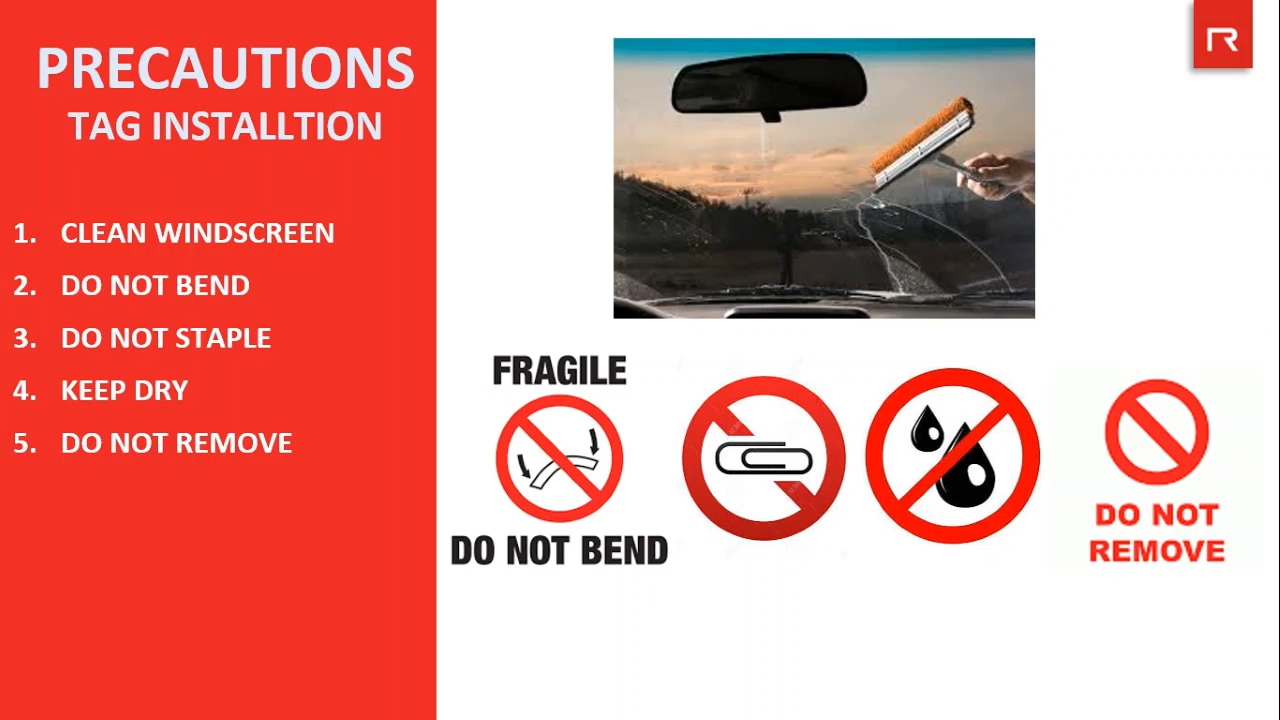 PRECAUTIONS
TAG INSTALLTION
1. CLEAN WINDSCREEN
2. DO NOT BEND
3. DO NOT STAPLE
4. KEEP DRY
5. DO NOT REMOVE
FRAGILE
DO NOT BEND
DO NOT
REMOVE